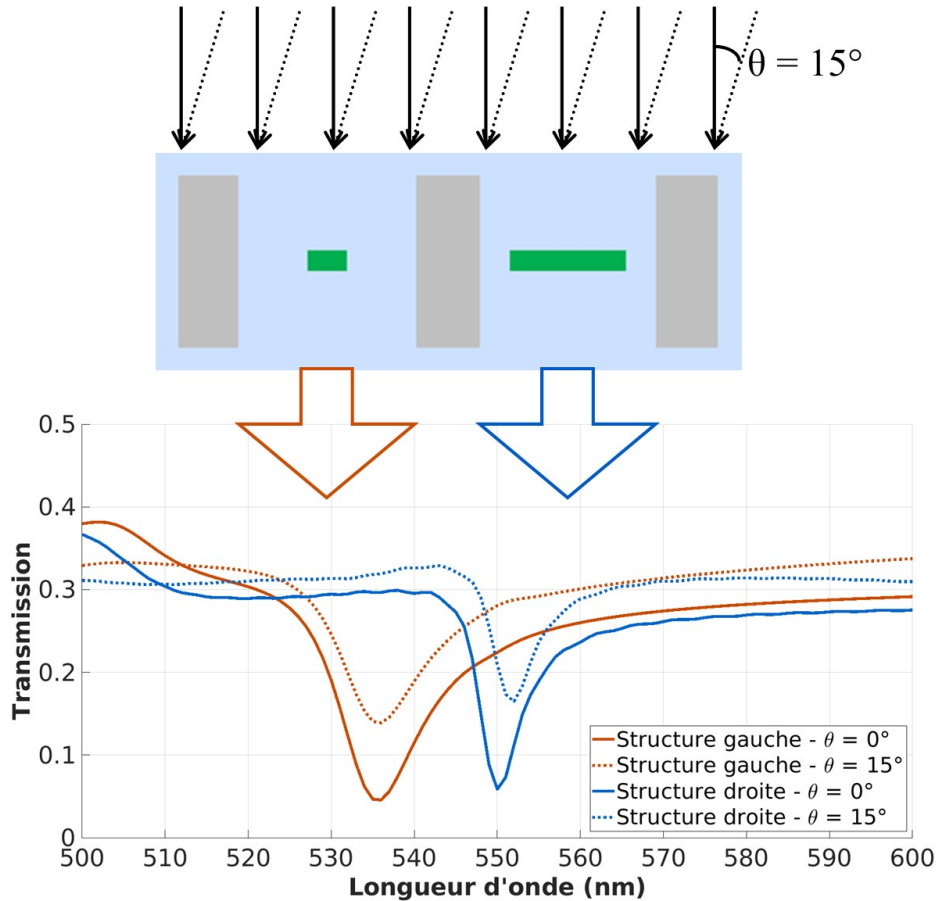 θ = 15°
0.5
0.4
0.3
0.2
0.1
0
Transmission
500 510 520 530 540 550 560 570 580 590 600
Longueur d'onde (nm)
Structure gauche - θ = 0°
Structure gauche - θ = 15°
Structure droite - θ = 0°
Structure droite - θ = 15°